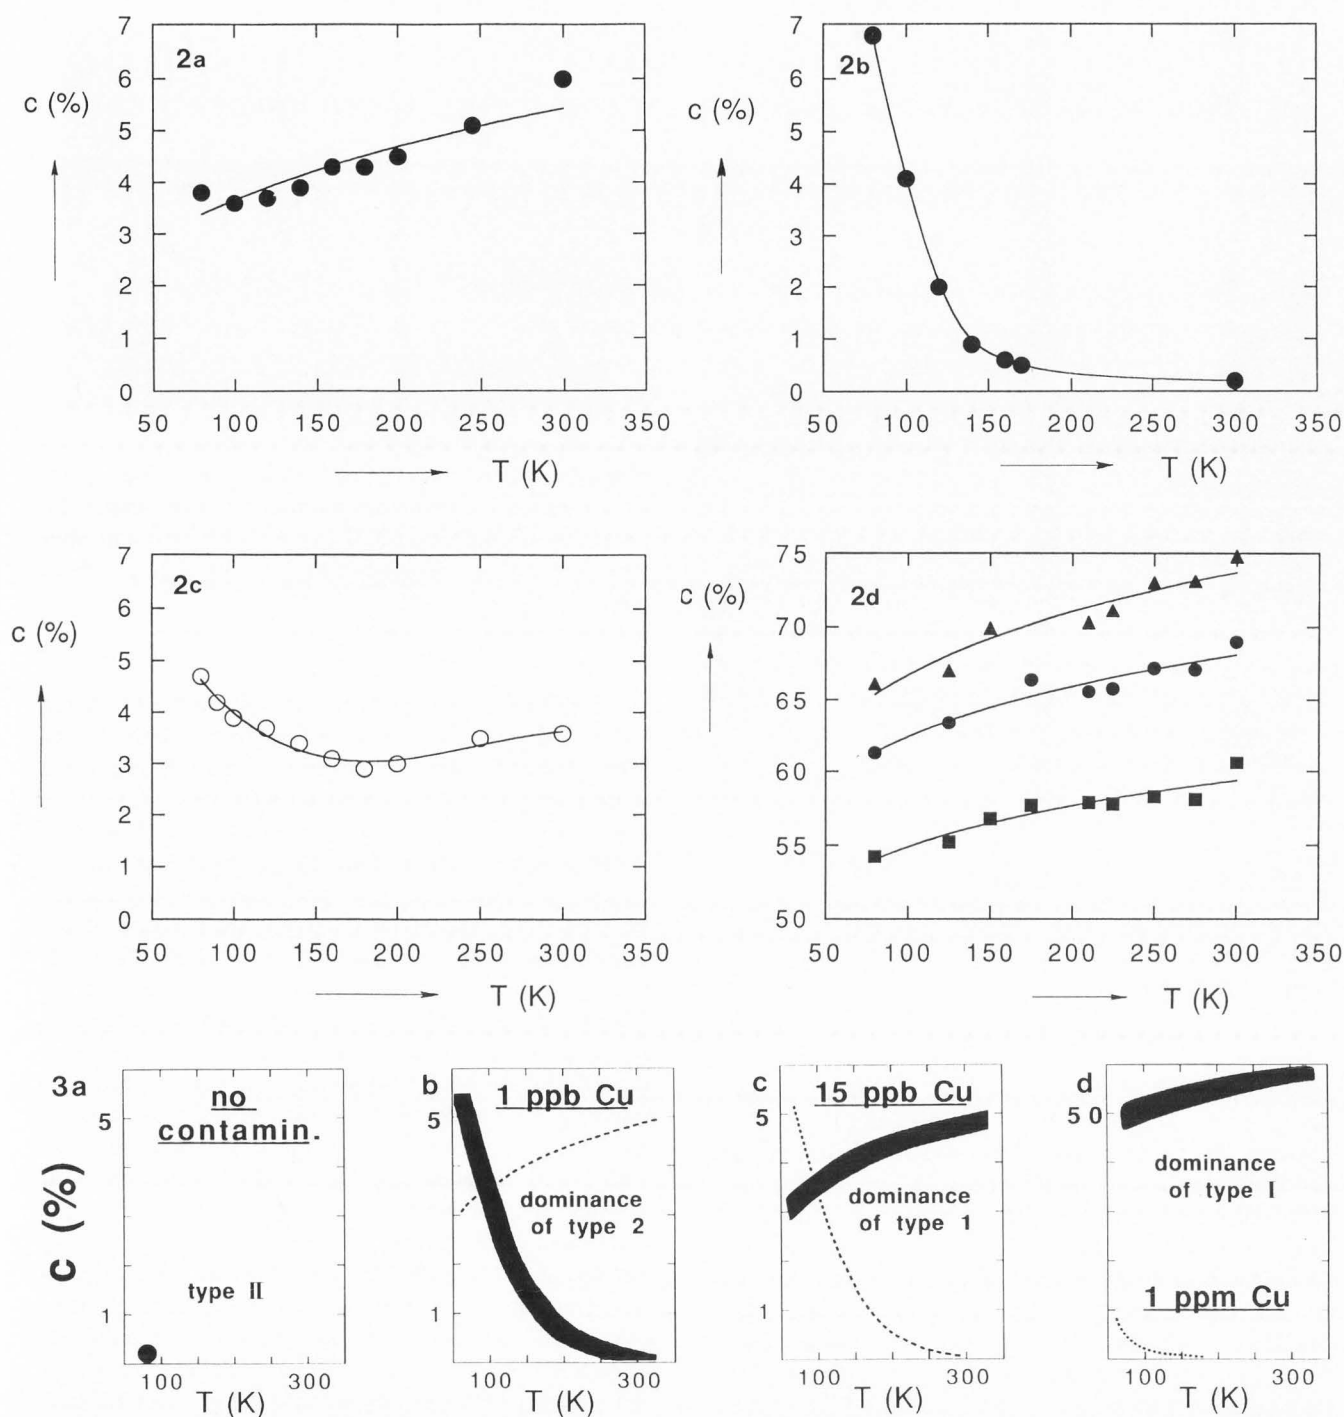 7
6
5
4
3
2
1
0
2a
c (%)
50 100 150 200 250 300 350
T (K)
7
6
5
4
3
2
1
0
2b
c (%)
50 100 150 200 250 300 350
T (K)
7
6
5
4
3
2
1
0
2c
c (%)
50 100 150 200 250 300 350
T (K)
75
70
65
60
55
50
2d
c (%)
50 100 150 200 250 300 350
T (K)
3a
no
contamin.
5
1
c (%)
type II
100 300
T (K)
b
1 ppb Cu
5
1
dominance
of type 2
100 300
T (K)
c
15 ppb Cu
5
1
dominance
of type 1
100 300
T (K)
d
50
dominance
of type I
1 ppm Cu
100 300
T (K)